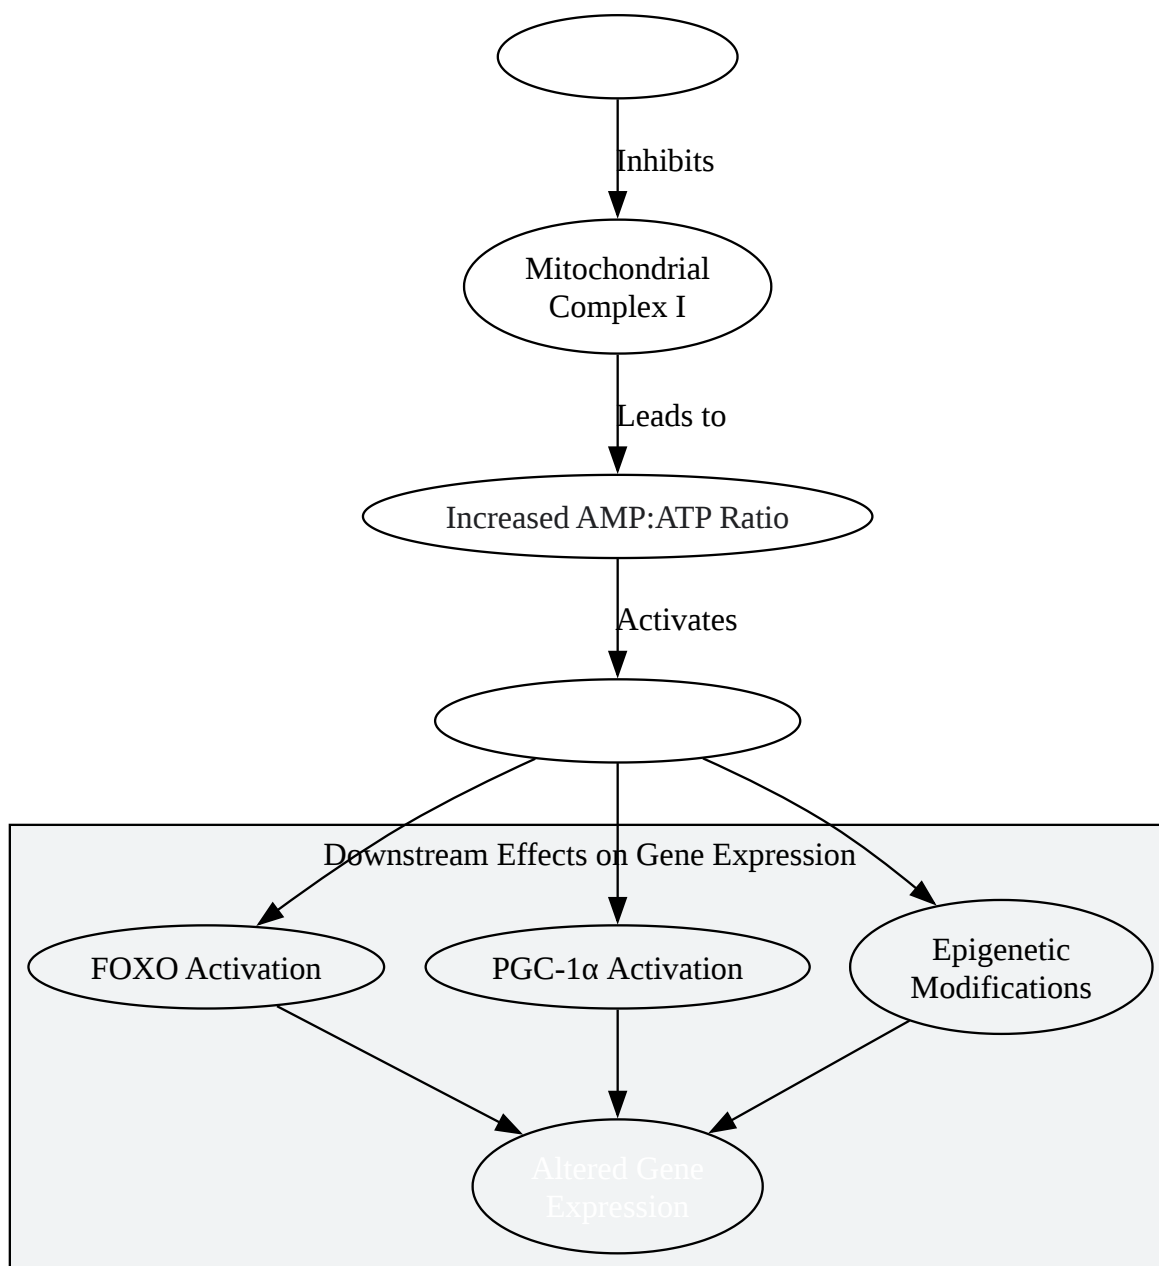 Inhibits
Mitochondrial
Complex I
Leads to
Increased AMP:ATP Ratio
Activates
Downstream Effects on Gene Expression
FOXO Activation
PGC-1α Activation
Epigenetic
Modifications
Altered Gene
Expression